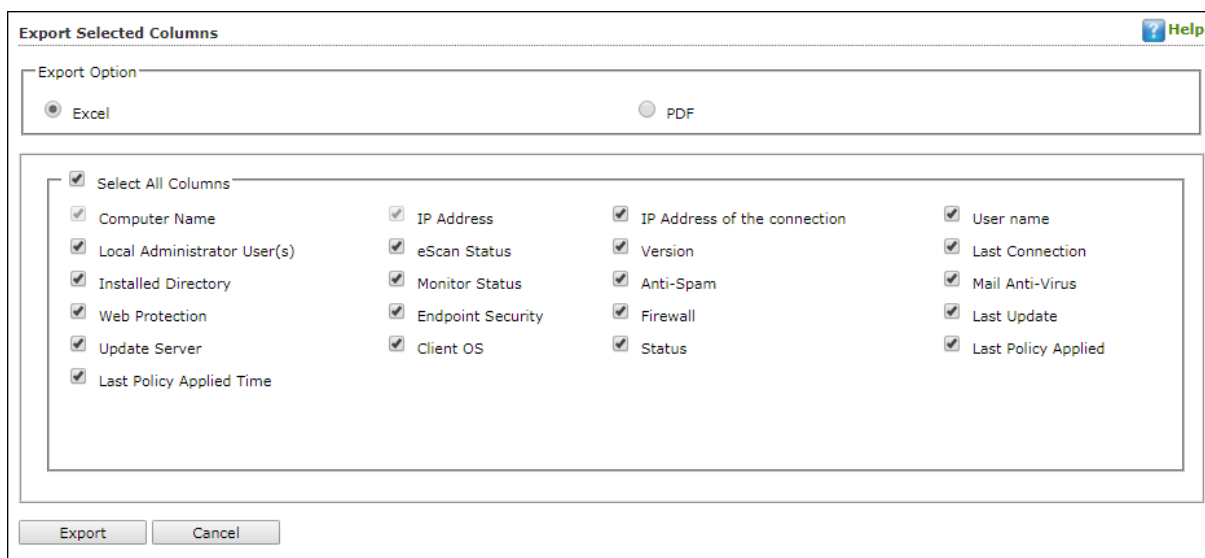 Export Selected Columns Help
Export Option
Excel PDF
Select All Columns
Computer Name IP Address IP Address of the connection User name
Local Administrator User(s) eScan Status Version Last Connection
Installed Directory Monitor Status Anti-Spam Mail Anti-Virus
Web Protection Endpoint Security Firewall Last Update
Update Server Client OS Status Last Policy Applied
Last Policy Applied Time
Export Cancel